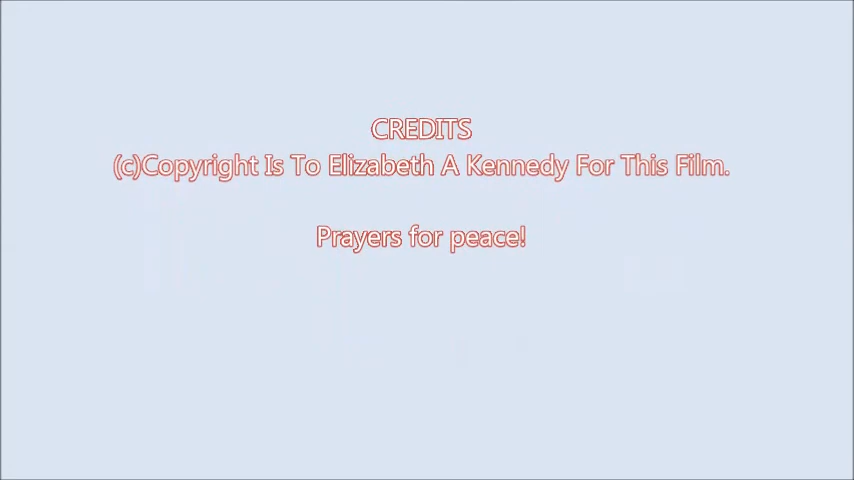 CREDITS
(c)Copyright Is To Elizabeth A Kennedy For This Film.
Prayers for peace!